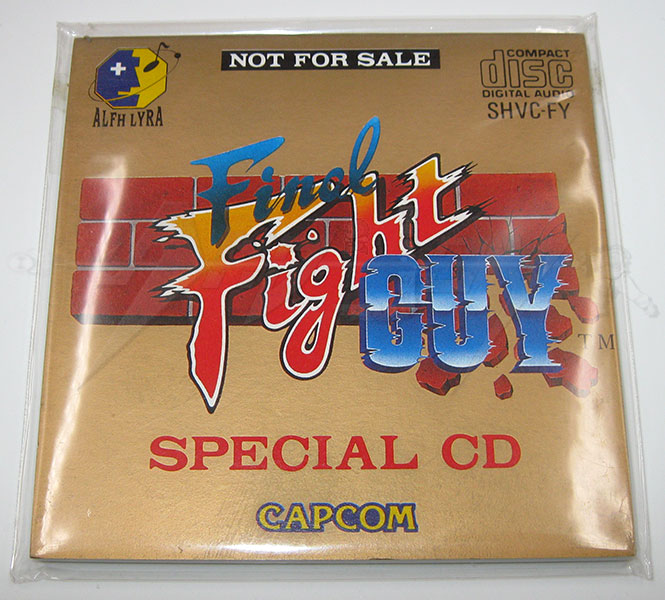 NOT FOR SALE
ALFH LYRA
COMPACT
disc
DIGITAL AUDIO
SHVC-FY
Final
Fight
GUY
TM
SPECIAL CD
CAPCOM